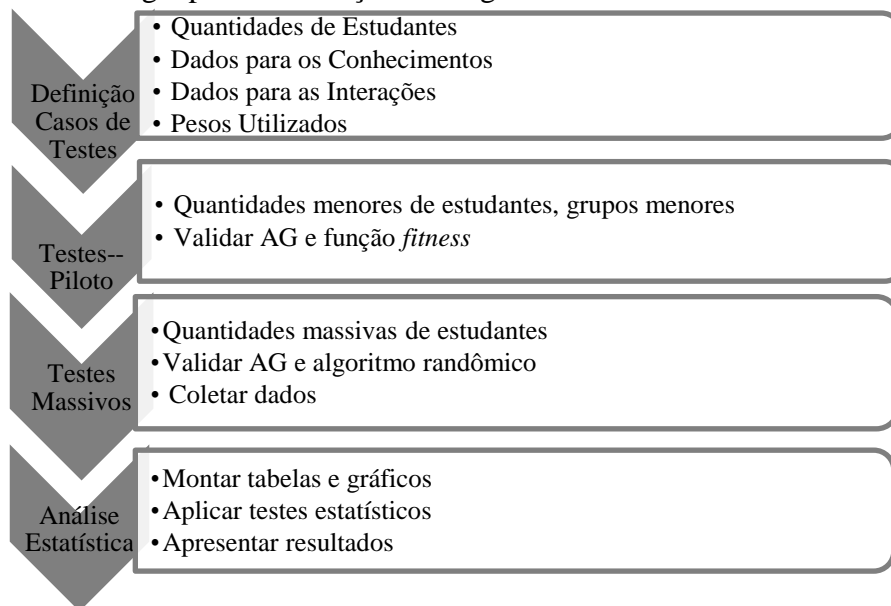 • Quantidades de Estudantes
• Dados para os Conhecimentos
• Dados para as Interações
• Pesos Utilizados
Definição
Casos de
Testes
• Quantidades menores de estudantes, grupos menores
• Validar AG e função fitness
Testes--
Piloto
•Quantidades massivas de estudantes
•Validar AG e algoritmo randômico
• Coletar dados
Testes
Massivos
•Montar tabelas e gráficos
•Aplicar testes estatísticos
•Apresentar resultados
Análise
Estatística